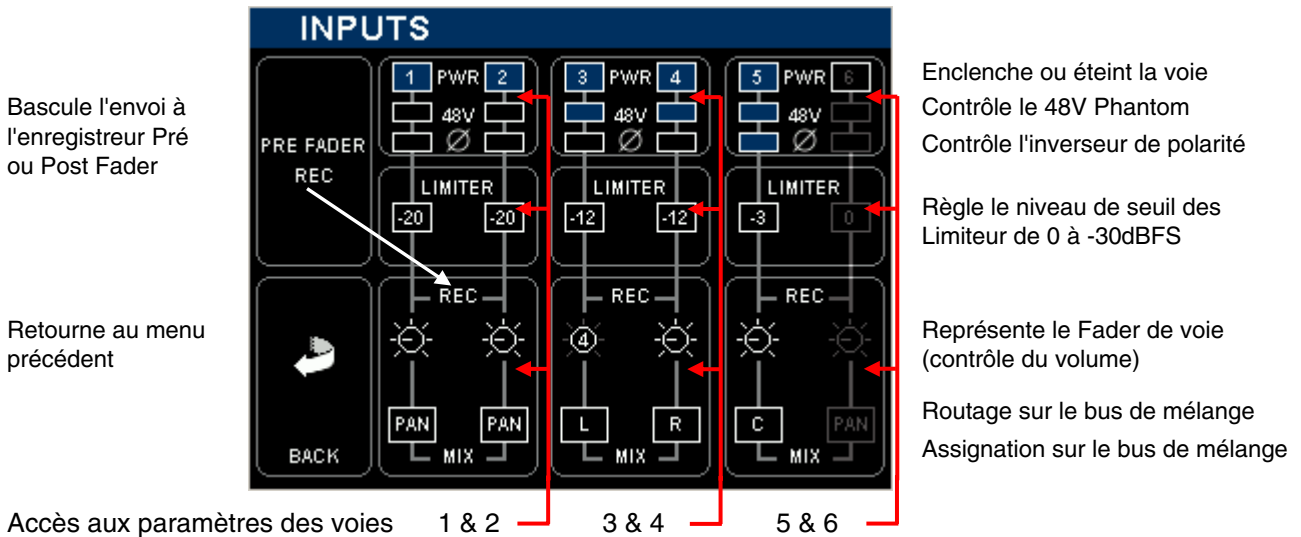 INPUTS
Bascule l'envoi à
l'enregistreur Pré
ou Post Fader
Retourne au menu
précédent
PRE FADER
REC
BACK
1 PWR 2
48V
Ø
LIMITER
-20 -20
REC
PAN PAN
MIX
3 PWR 4
48V
Ø
LIMITER
-12 -12
REC
4
L R
MIX
5 PWR 6
48V
Ø
LIMITER
-3 0
REC
C PAN
MIX
Enclenche ou éteint la voie
Contrôle le 48V Phantom
Contrôle l'inverseur de polarité
Règle le niveau de seuil des
Limiteur de 0 à -30dBFS
Représente le Fader de voie
(contrôle du volume)
Routage sur le bus de mélange
Assignation sur le bus de mélange
Accès aux paramètres des voies 1 & 2 3 & 4 5 & 6